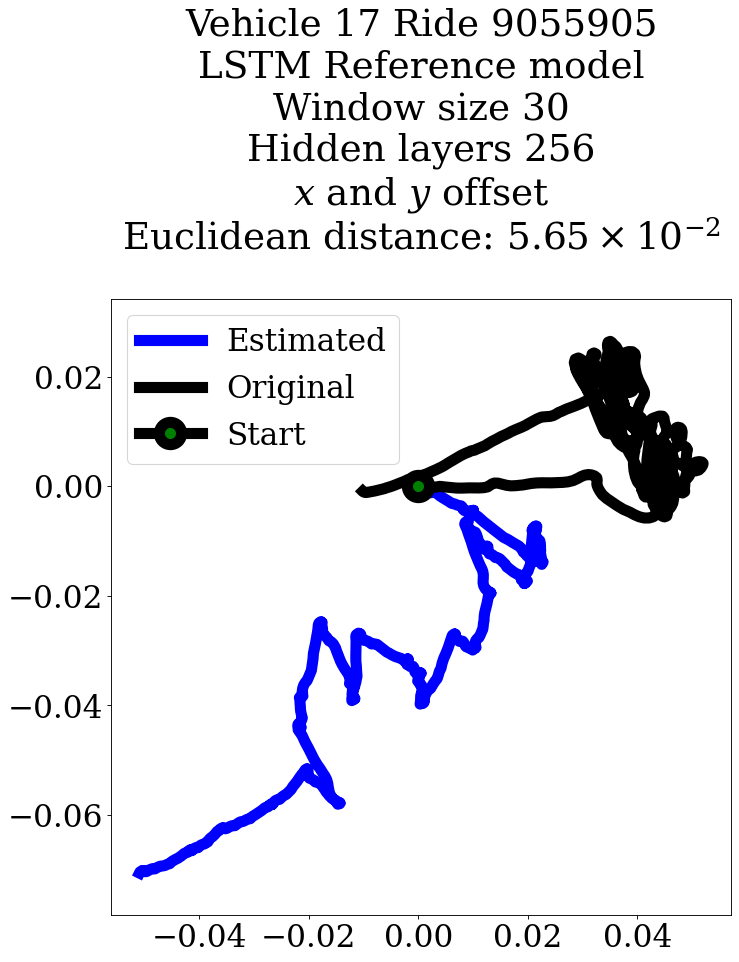 Vehicle 17 Ride 9055905
LSTM Reference model
Window size 30
Hidden layers 256
x and y offset
Euclidean distance: 5.65 × 10⁻²
Estimated
Original
Start
0.02
0.00
−0.02
−0.04
−0.06
−0.04 −0.02 0.00 0.02 0.04